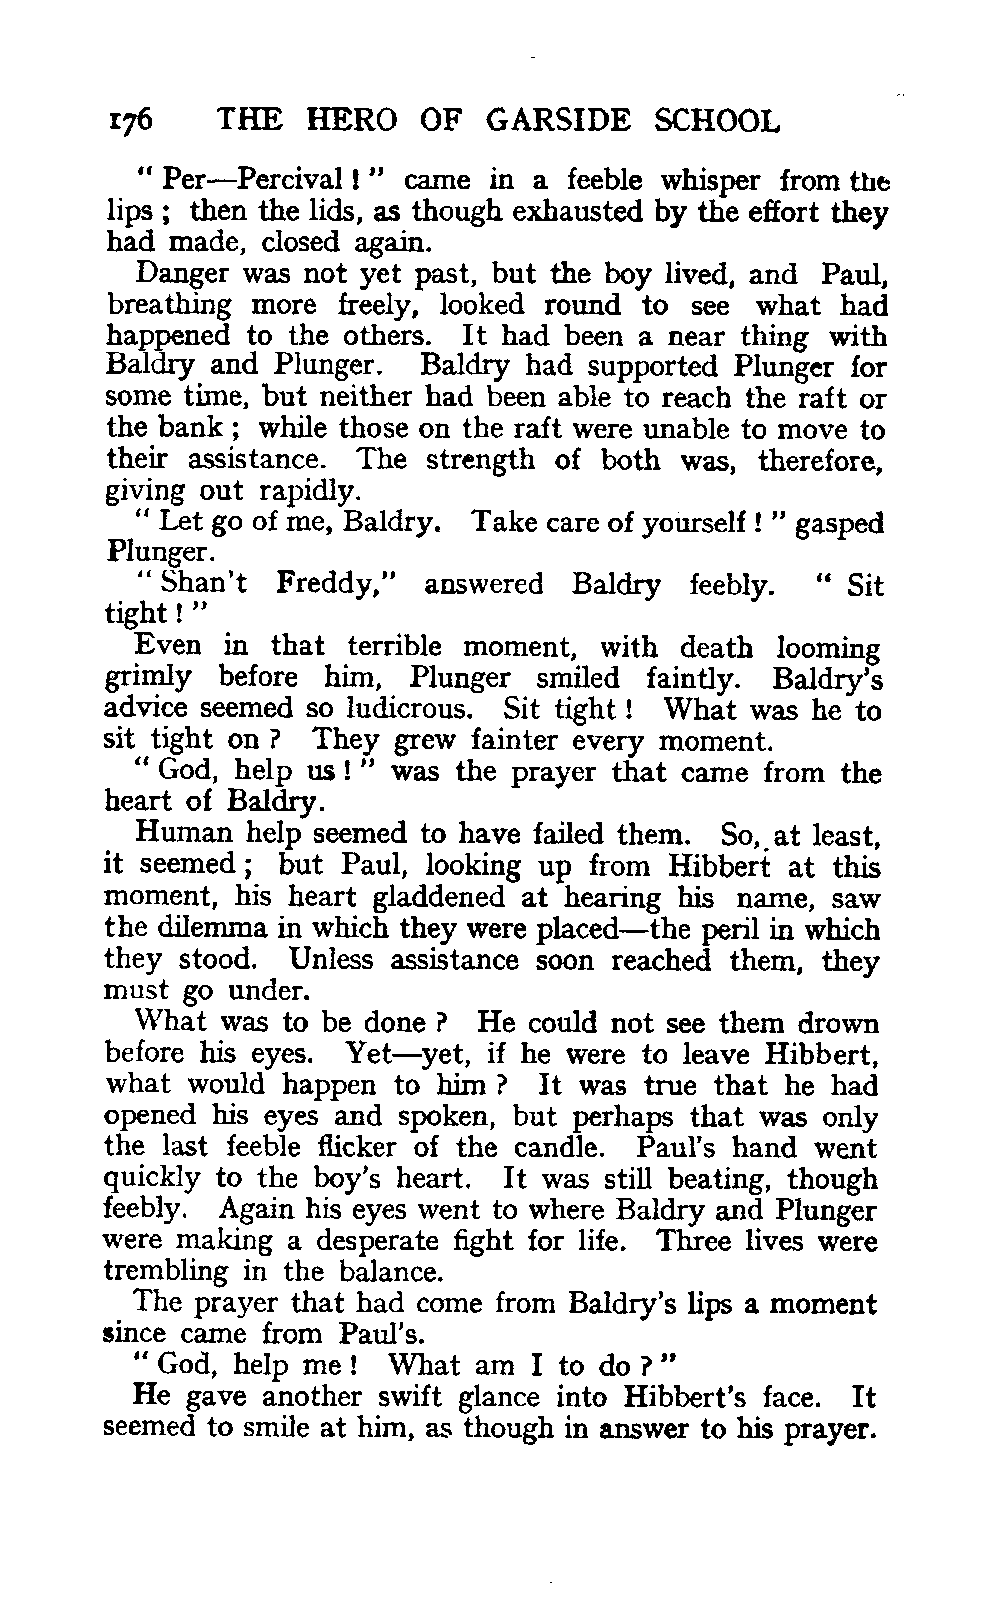 176 THE HERO OF GARSIDE SCHOOL
" Per—Percival ! " came in a feeble whisper from the
lips ; then the lids, as though exhausted by the effort they
had made, closed again.
Danger was not yet past, but the boy lived, and Paul,
breathing more freely, looked round to see what had
happened to the others. It had been a near thing with
Baldry and Plunger. Baldry had supported Plunger for
some time, but neither had been able to reach the raft or
the bank ; while those on the raft were unable to move to
their assistance. The strength of both was, therefore,
giving out rapidly.
" Let go of me, Baldry. Take care of yourself ! " gasped
Plunger.
" Shan't Freddy," answered Baldry feebly. " Sit
tight ! "
Even in that terrible moment, with death looming
grimly before him, Plunger smiled faintly. Baldry's
advice seemed so ludicrous. Sit tight ! What was he to
sit tight on ? They grew fainter every moment.
" God, help us ! " was the prayer that came from the
heart of Baldry.
Human help seemed to have failed them. So, at least,
it seemed ; but Paul, looking up from Hibbert at this
moment, his heart gladdened at hearing his name, saw
the dilemma in which they were placed—the peril in which
they stood. Unless assistance soon reached them, they
must go under.
What was to be done ? He could not see them drown
before his eyes. Yet—yet, if he were to leave Hibbert,
what would happen to him ? It was true that he had
opened his eyes and spoken, but perhaps that was only
the last feeble flicker of the candle. Paul's hand went
quickly to the boy's heart. It was still beating, though
feebly. Again his eyes went to where Baldry and Plunger
were making a desperate fight for life. Three lives were
trembling in the balance.
The prayer that had come from Baldry's lips a moment
since came from Paul's.
" God, help me ! What am I to do ? "
He gave another swift glance into Hibbert's face. It
seemed to smile at him, as though in answer to his prayer.